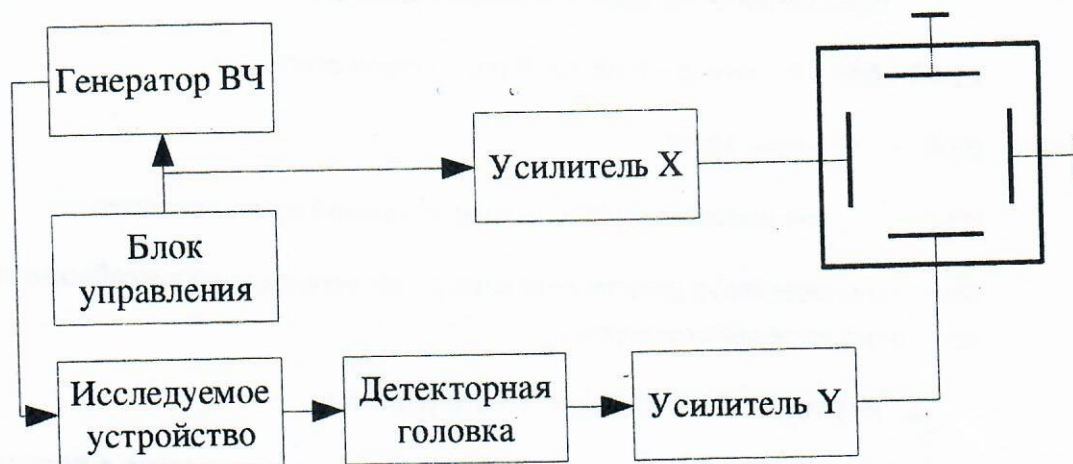 Генератор ВЧ
Усилитель X
Блок
управления
Исследуемое
устройство
Детекторная
головка
Усилитель Y